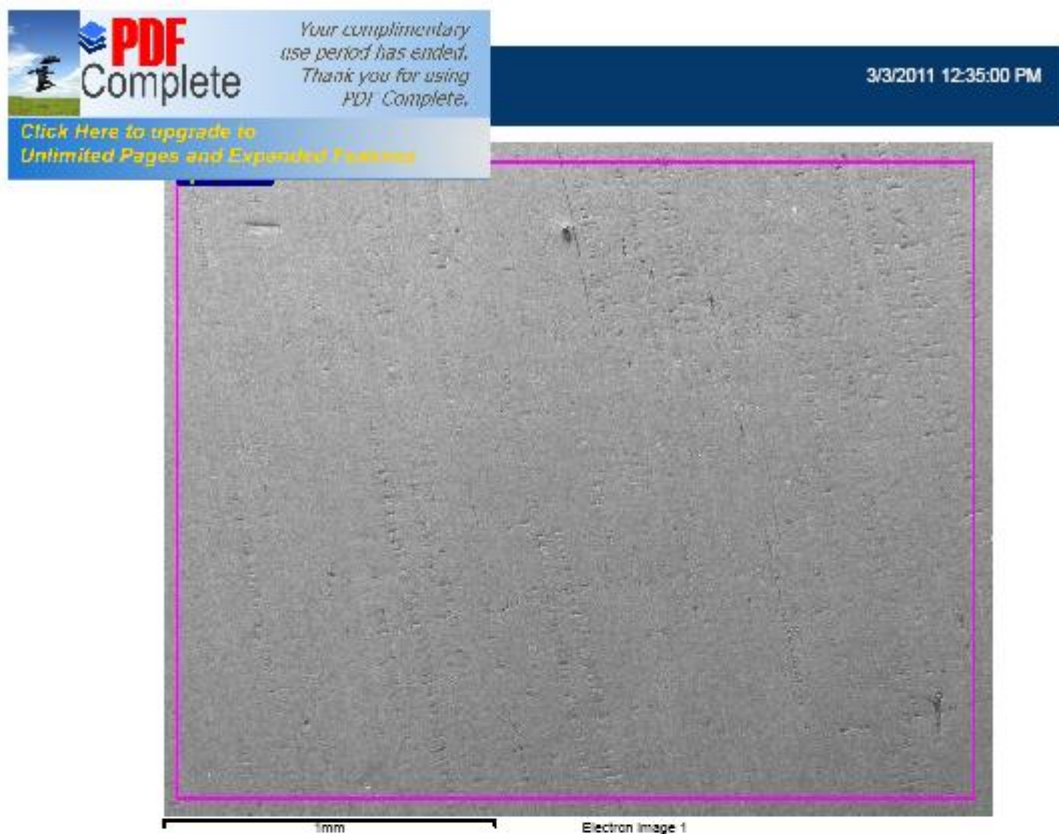 PDF
Complete
Your complimentary
use period has ended.
Thank you for using
PDF Complete.
Click Here to upgrade to
Unlimited Pages and Expanded Features
3/3/2011 12:35:00 PM
1mm
Electron Image 1